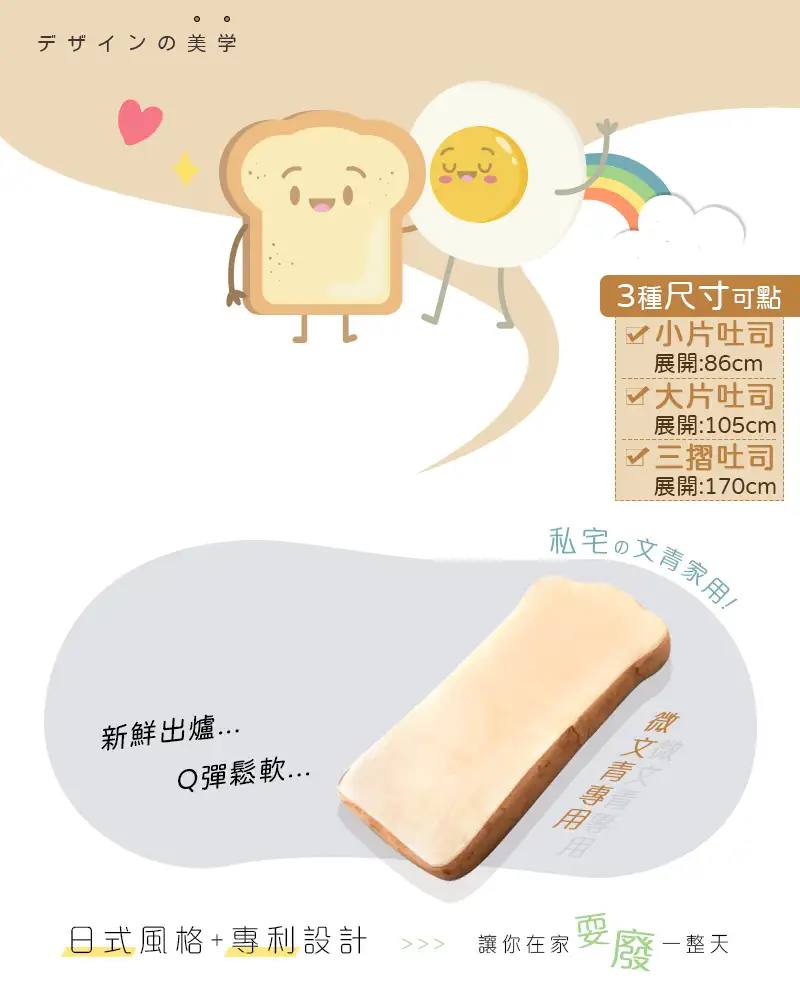 デザインの美学
3種尺寸可點
小片吐司
展開:86cm
大片吐司
展開:105cm
三摺吐司
展開:170cm
私宅の文青家用!
新鮮出爐...
Q彈鬆軟...
微文青專用
日式風格+專利設計 >>> 讓你在家耍廢一整天